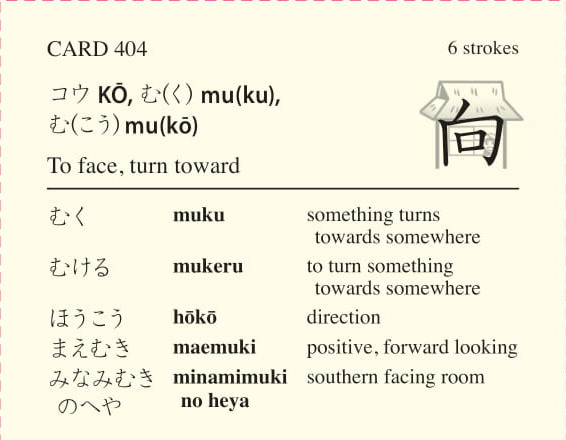 CARD 404
6 strokes
コウ KŌ, む(く) mu(ku),
む(こう) mu(kō)
To face, turn toward
向
むく muku something turns
towards somewhere
むける mukeru to turn something
towards somewhere
ほうこう hōkō direction
まえむき maemuki positive, forward looking
みなみむき minamimuki southern facing room
のへや no heya